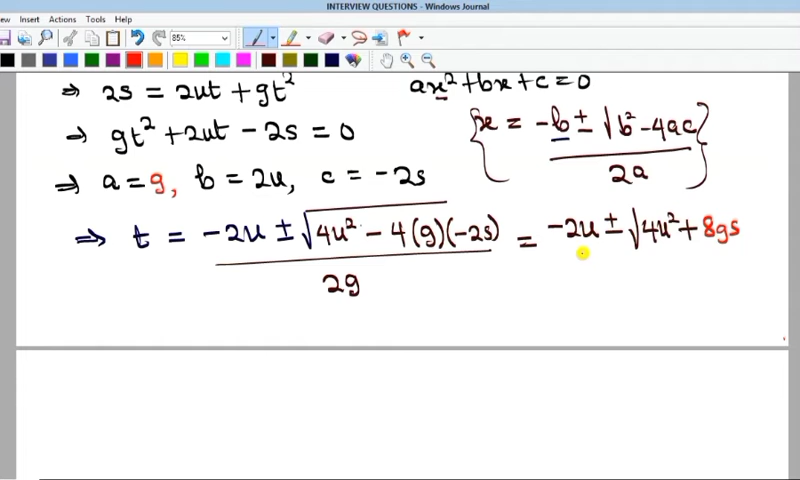 INTERVIEW QUESTIONS - Windows Journal
ew Insert Actions Tools Help
85%
⇒ 2s = 2ut + gt²
ax² + bx + c = 0
⇒ gt² + 2ut - 2s = 0
{x = -b ± √b² - 4ac / 2a}
⇒ a = g, b = 2u, c = -2s
⇒ t = -2u ± √4u² - 4(g)(-2s) / 2g = -2u ± √4u² + 8gs